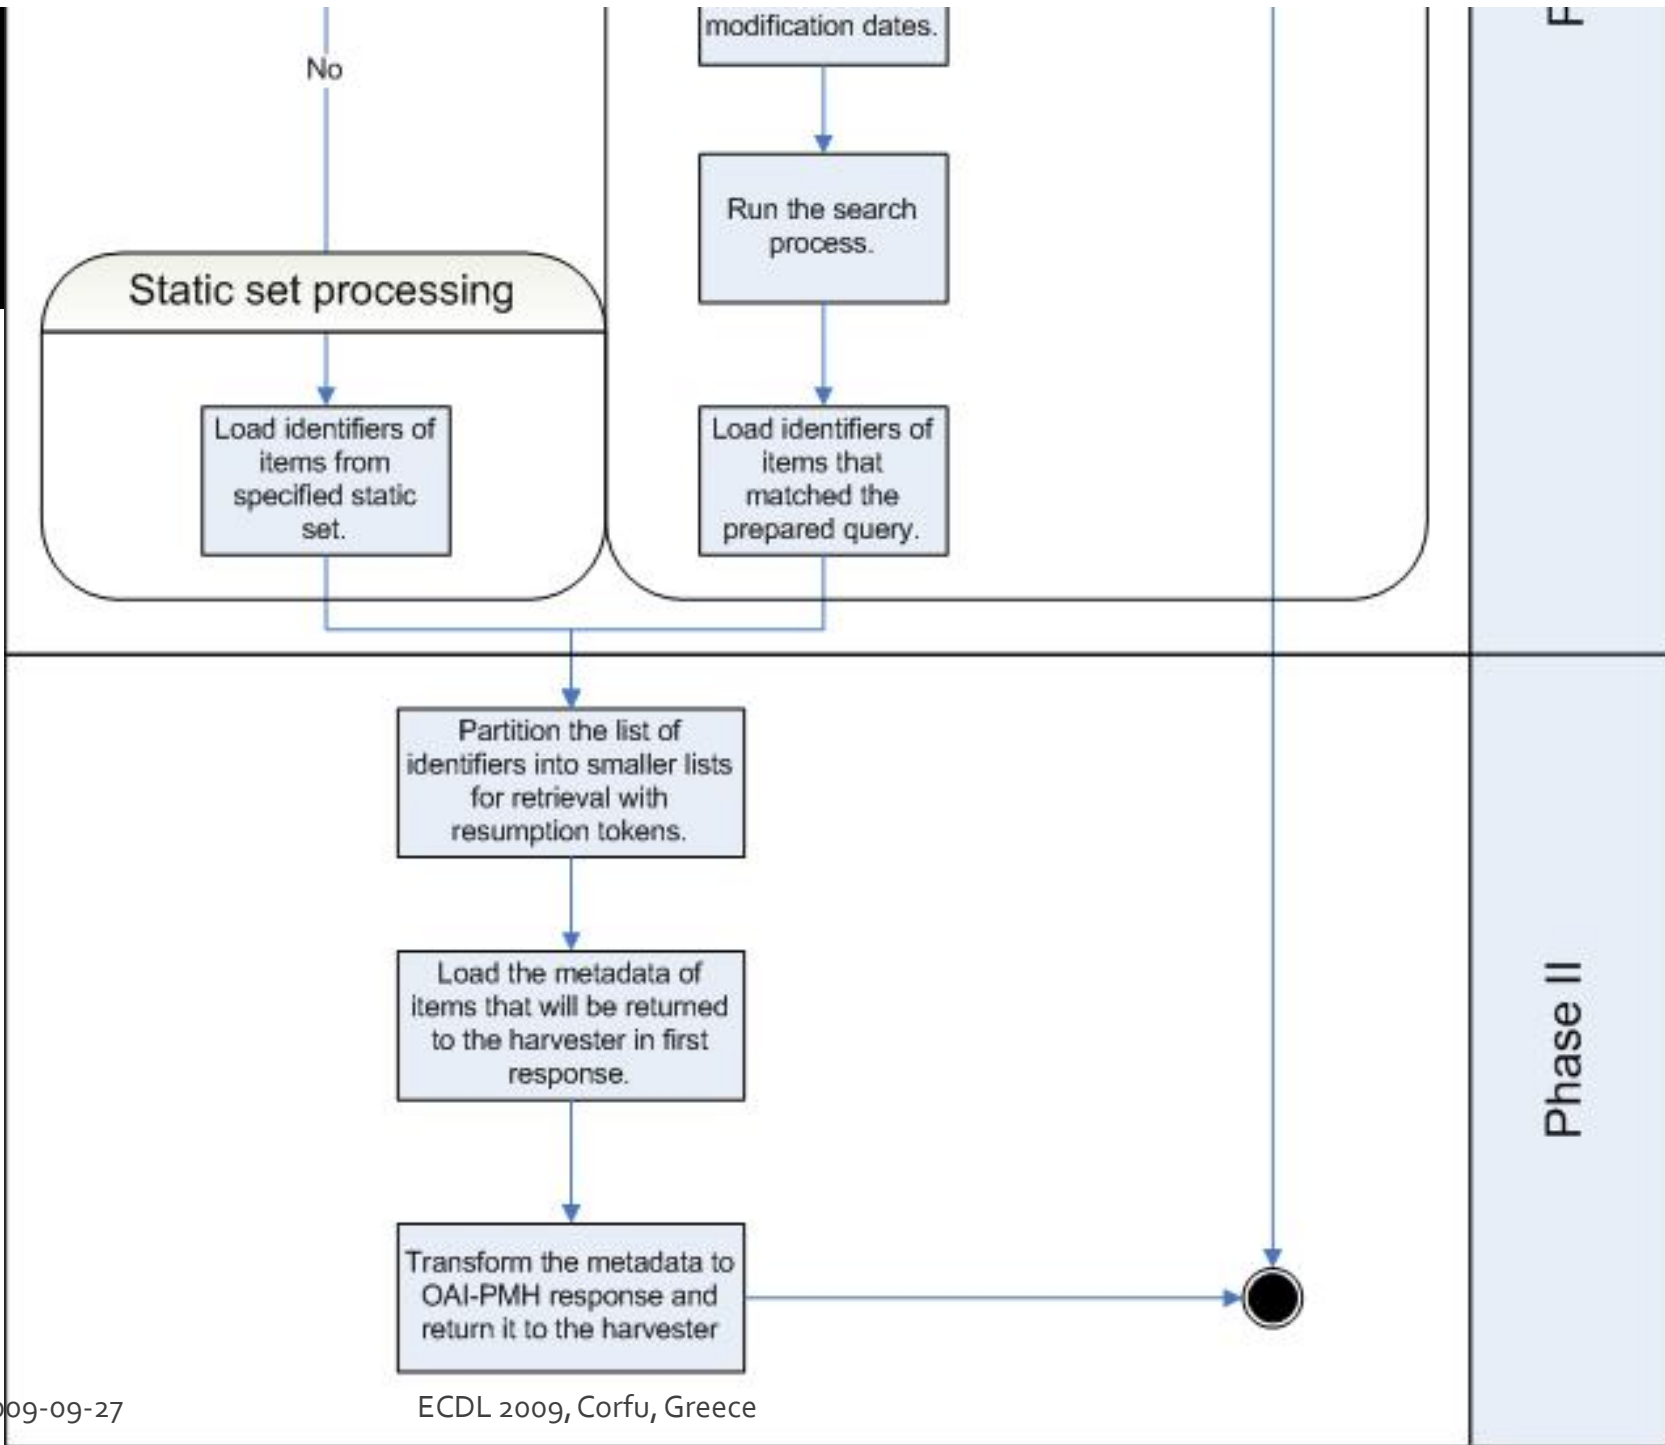 modification dates.
No
Run the search
process.
Static set processing
Load identifiers of
items from
specified static
set.
Load identifiers of
items that
matched the
prepared query.
Partition the list of
identifiers into smaller lists
for retrieval with
resumption tokens.
Load the metadata of
items that will be returned
to the harvester in first
response.
Phase II
Transform the metadata to
OAI-PMH response and
return it to the harvester
09-09-27
ECDL 2009, Corfu, Greece